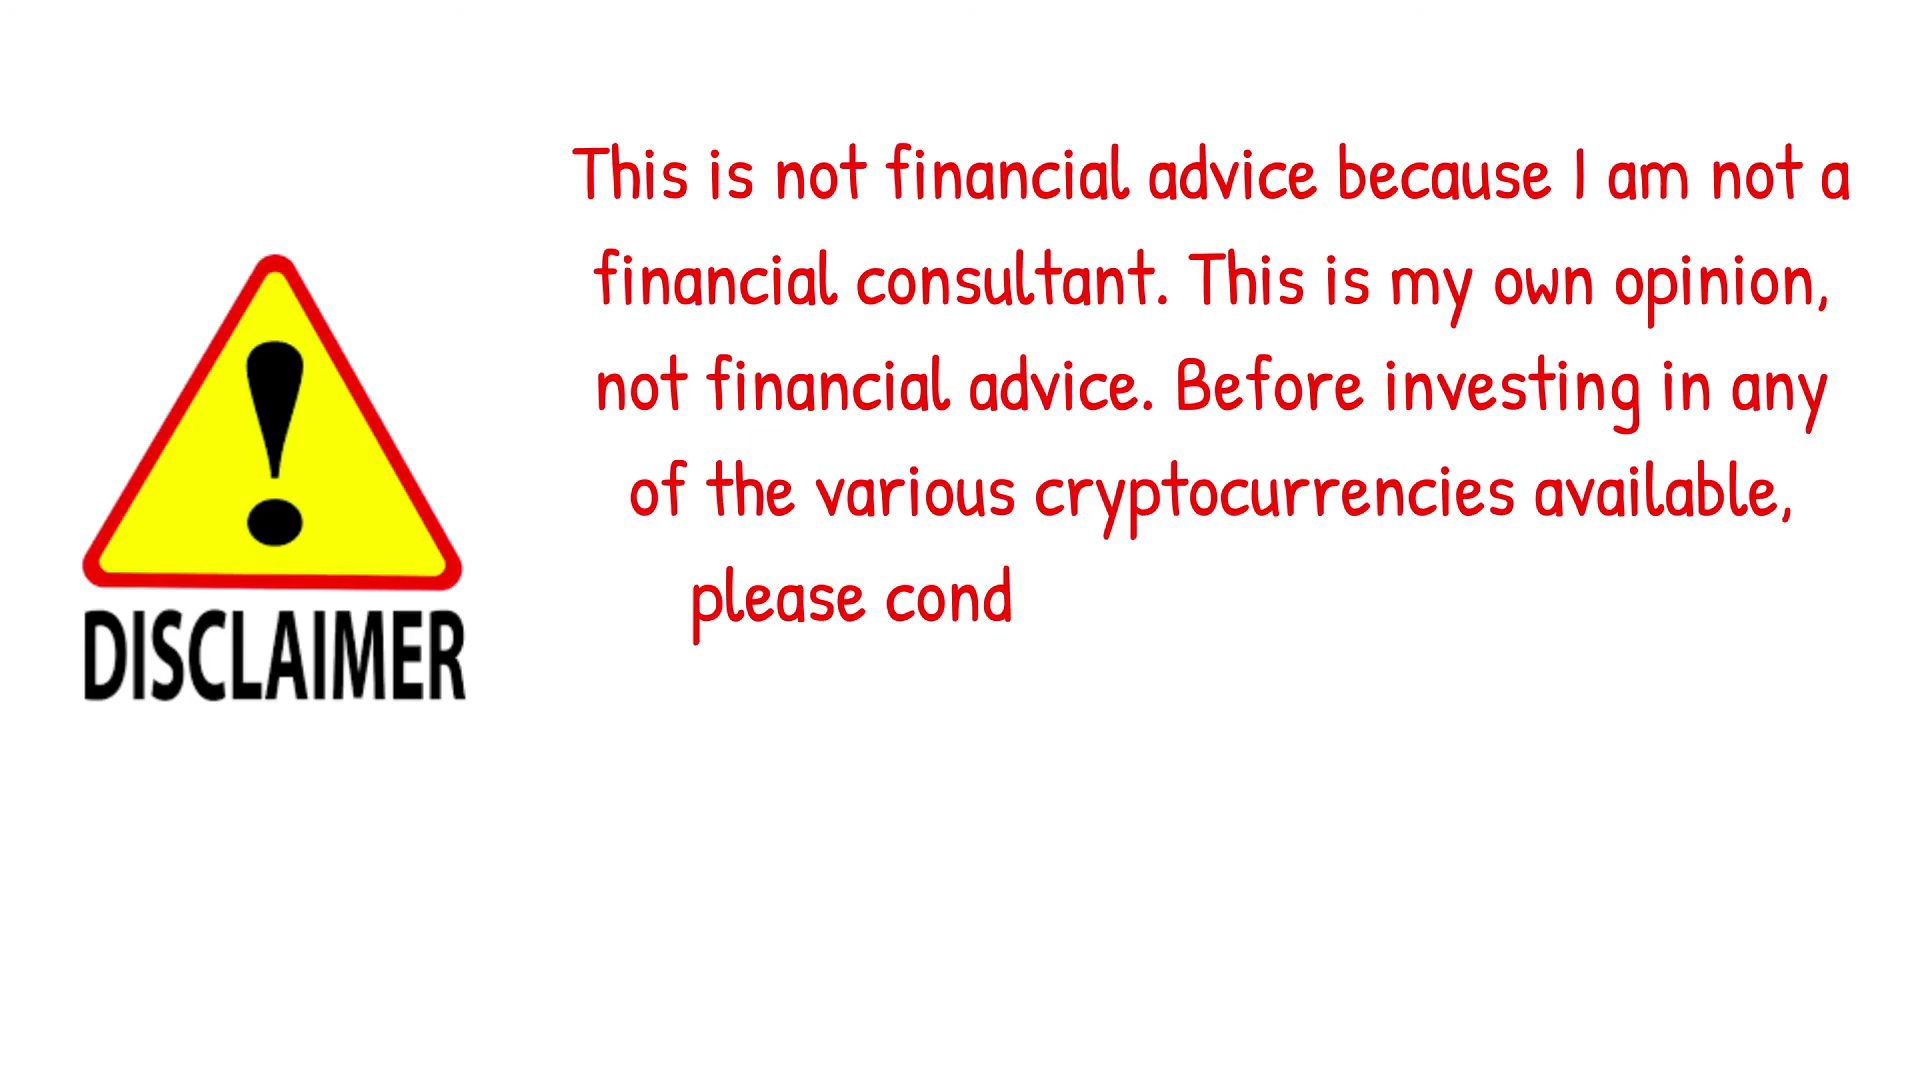 This is not financial advice because I am not a
financial consultant. This is my own opinion,
not financial advice. Before investing in any
of the various cryptocurrencies available,
please cond
DISCLAIMER